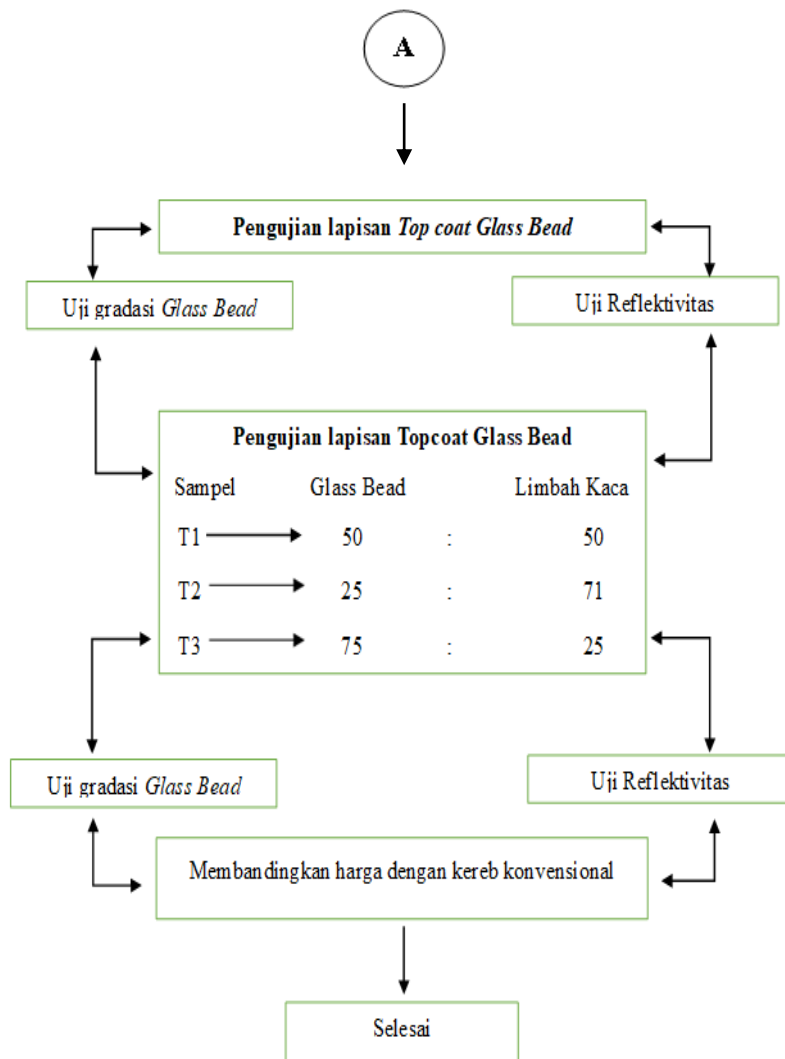 A
Pengujian lapisan Top coat Glass Bead
Uji gradasi Glass Bead
Uji Reflektivitas
Pengujian lapisan Topcoat Glass Bead
Sampel Glass Bead Limbah Kaca
T1 50 : 50
T2 25 : 71
T3 75 : 25
Uji gradasi Glass Bead
Uji Reflektivitas
Membandingkan harga dengan kereb konvensional
Selesai